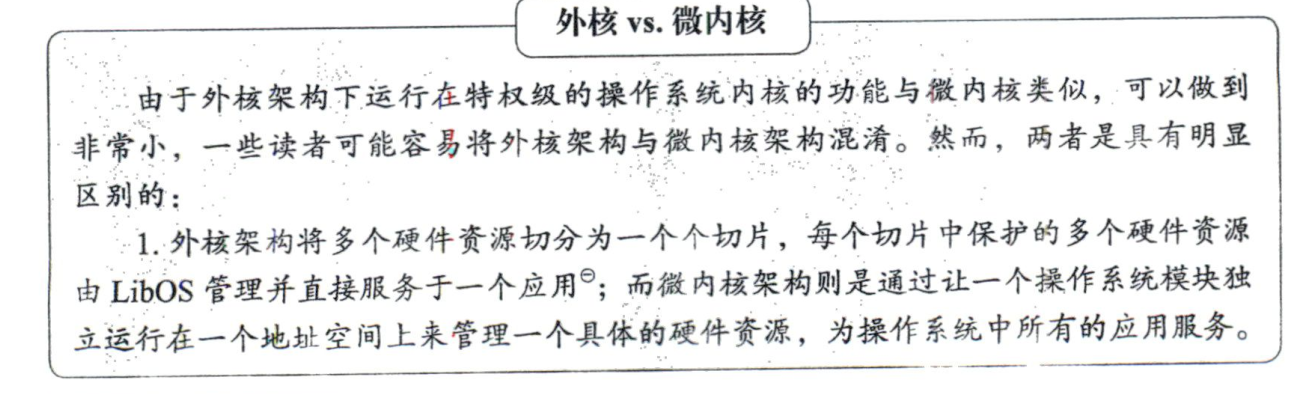 外核 vs. 微内核
由于外核架构下运行在特权级的操作系统内核的功能与微内核类似，可以做到
非常小，一些读者可能容易将外核架构与微内核架构混淆。然而，两者是具有明显
区别的：
1. 外核架构将多个硬件资源切分为一个个切片，每个切片中保护的多个硬件资源
由 LibOS 管理并直接服务于一个应用⊖；而微内核架构则是通过让一个操作系统模块独
立运行在一个地址空间上来管理一个具体的硬件资源，为操作系统中所有的应用服务。